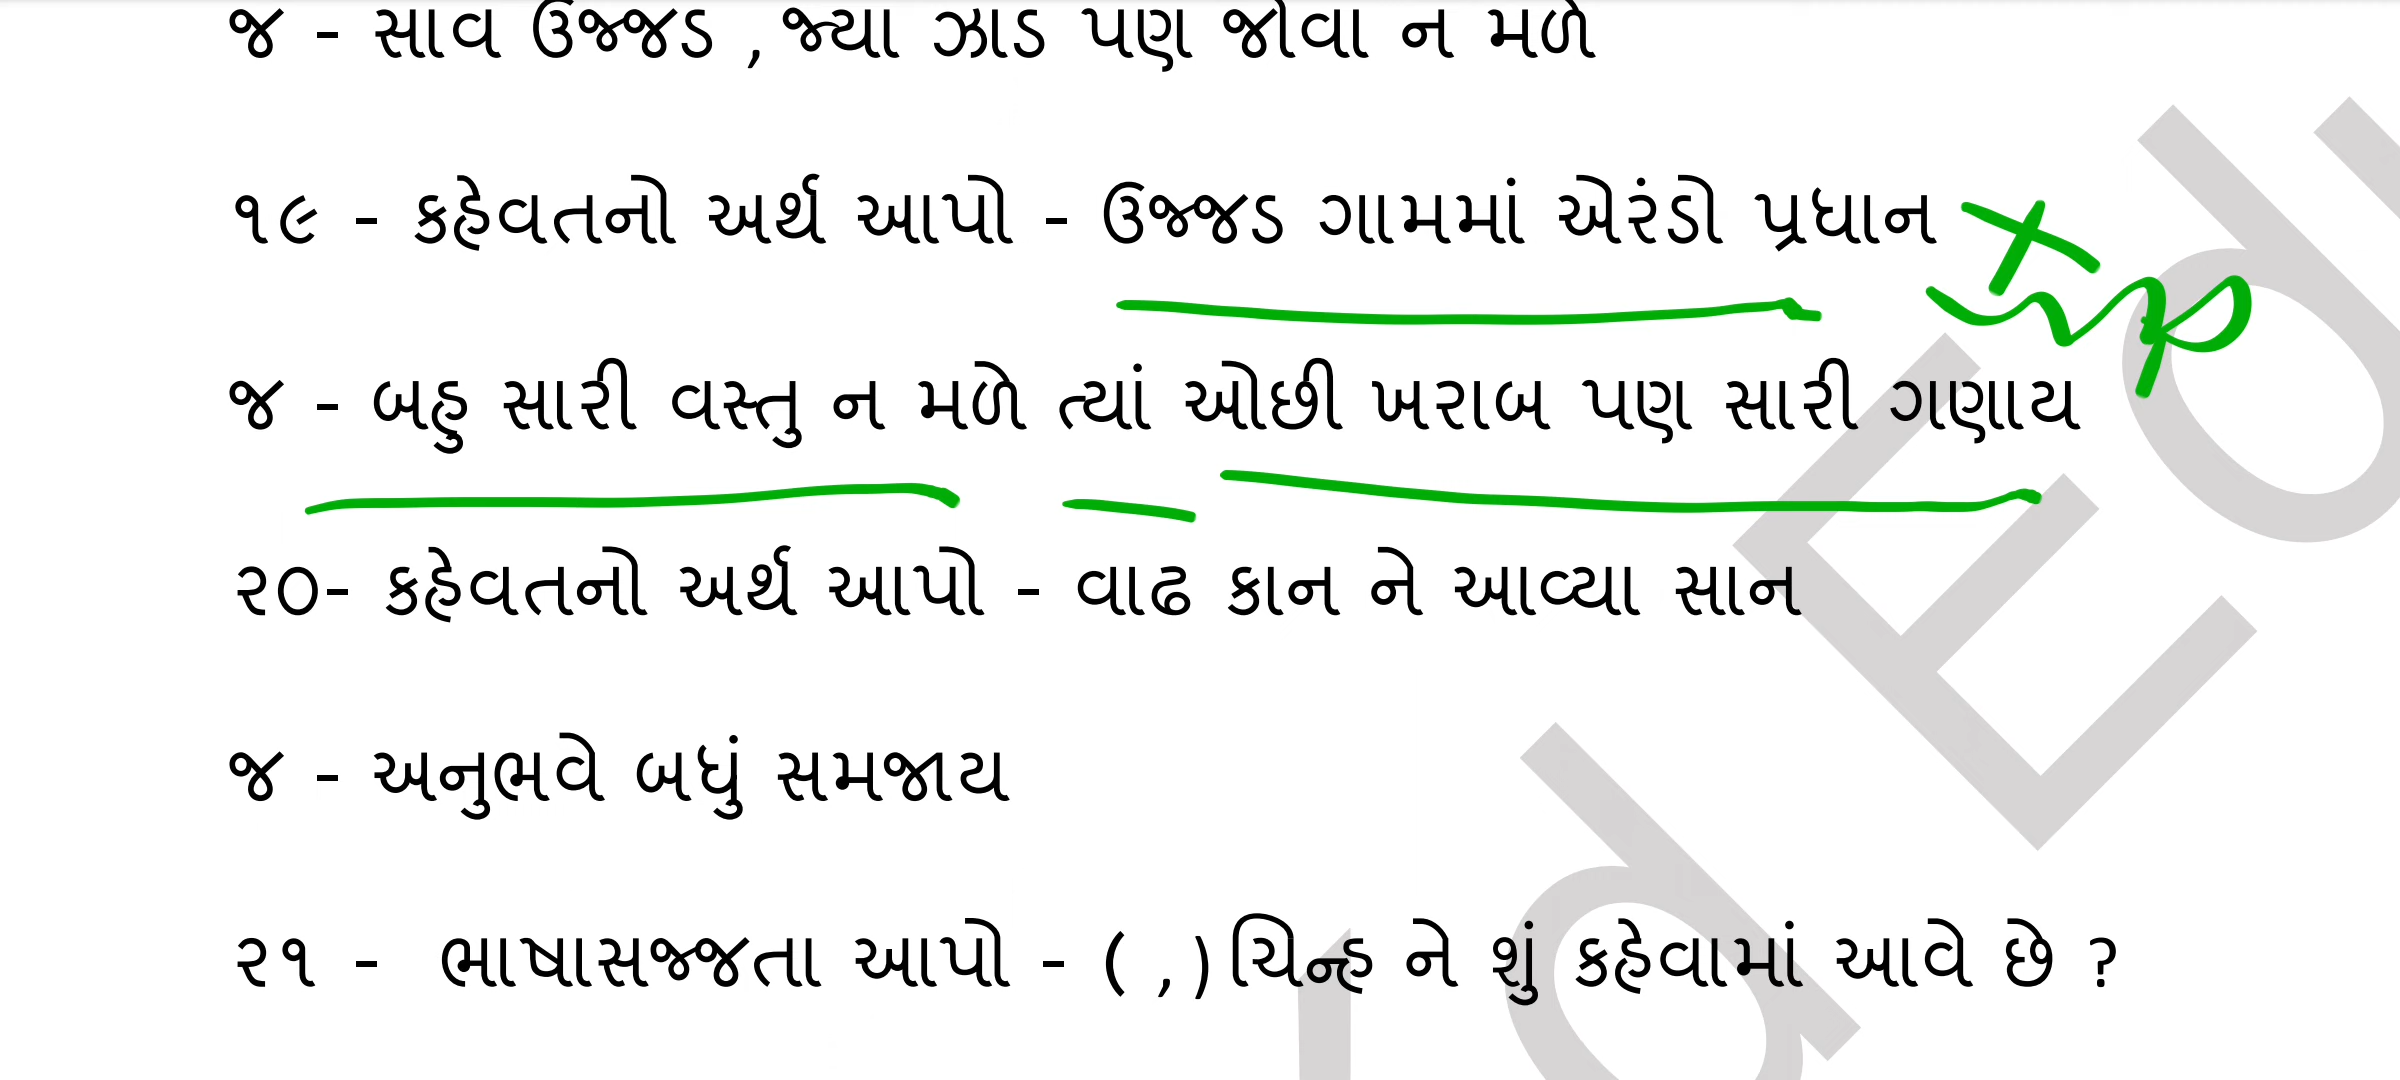 જ - સાવ ઉજ્જડ , જ્યા ઝાડ પણ જોવા ન મળે
૧૯ - કહેવતનો અર્થ આપો - ઉજ્જડ ગામમાં એરંડો પ્રધાન
જ - બહુ સારી વસ્તુ ન મળે ત્યાં ઓછી ખરાબ પણ સારી ગણાય
૨૦- કહેવતનો અર્થ આપો - વાઢ કાન ને આવ્યા સાન
જ - અનુભવે બધું સમજાય
૨૧ - ભાષાસજ્જતા આપો - ( , ) ચિન્હ ને શું કહેવામાં આવે છે ?